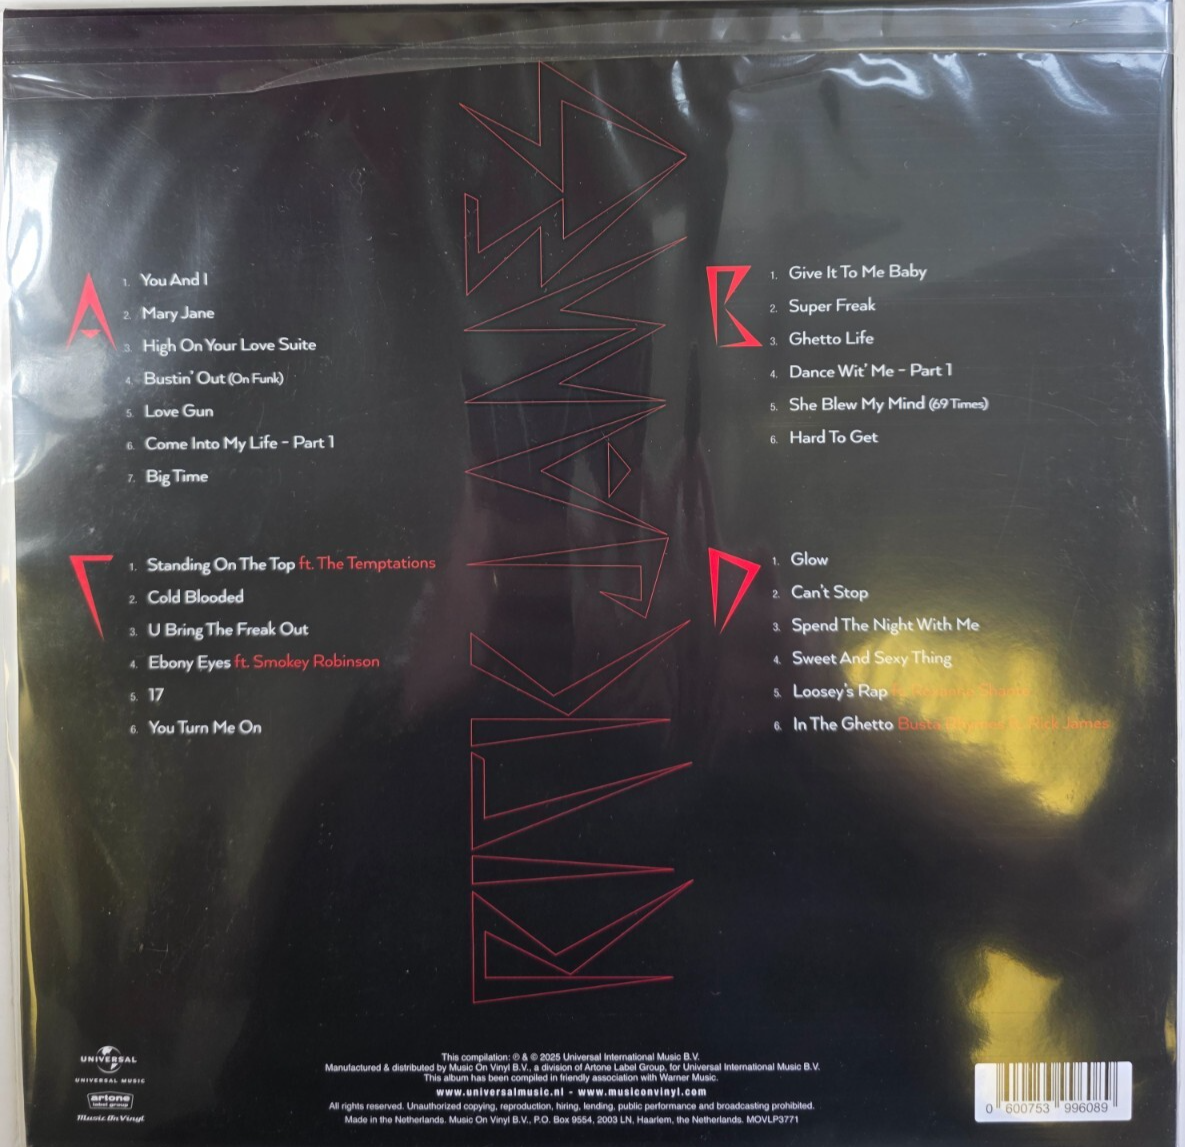 A
1. You And I
2. Mary Jane
3. High On Your Love Suite
4. Bustin' Out (On Funk)
5. Love Gun
6. Come Into My Life – Part 1
7. Big Time
B
1. Give It To Me Baby
2. Super Freak
3. Ghetto Life
4. Dance Wit' Me – Part 1
5. She Blew My Mind (69 Times)
6. Hard To Get
RICK JAMES
C
1. Standing On The Top ft. The Temptations
2. Cold Blooded
3. U Bring The Freak Out
4. Ebony Eyes ft. Smokey Robinson
5. 17
6. You Turn Me On
D
1. Glow
2. Can't Stop
3. Spend The Night With Me
4. Sweet And Sexy Thing
5. Loosey's Rap
6. In The Ghetto Busta Rhymes ft. Rick James
UNIVERSAL
UNIVERSAL MUSIC
artone
label group
Music On Vinyl
This compilation: ℗ & © 2025 Universal International Music B.V.
Manufactured & distributed by Music On Vinyl B.V., a division of Artone Label Group, for Universal International Music B.V.
This album has been compiled in friendly association with Warner Music.
www.universalmusic.nl - www.musiconvinyl.com
All rights reserved. Unauthorized copying, reproduction, hiring, lending, public performance and broadcasting prohibited.
Made in the Netherlands. Music On Vinyl B.V., P.O. Box 9554, 2003 LN, Haarlem, the Netherlands. MOVLP3771
0 600753 996089